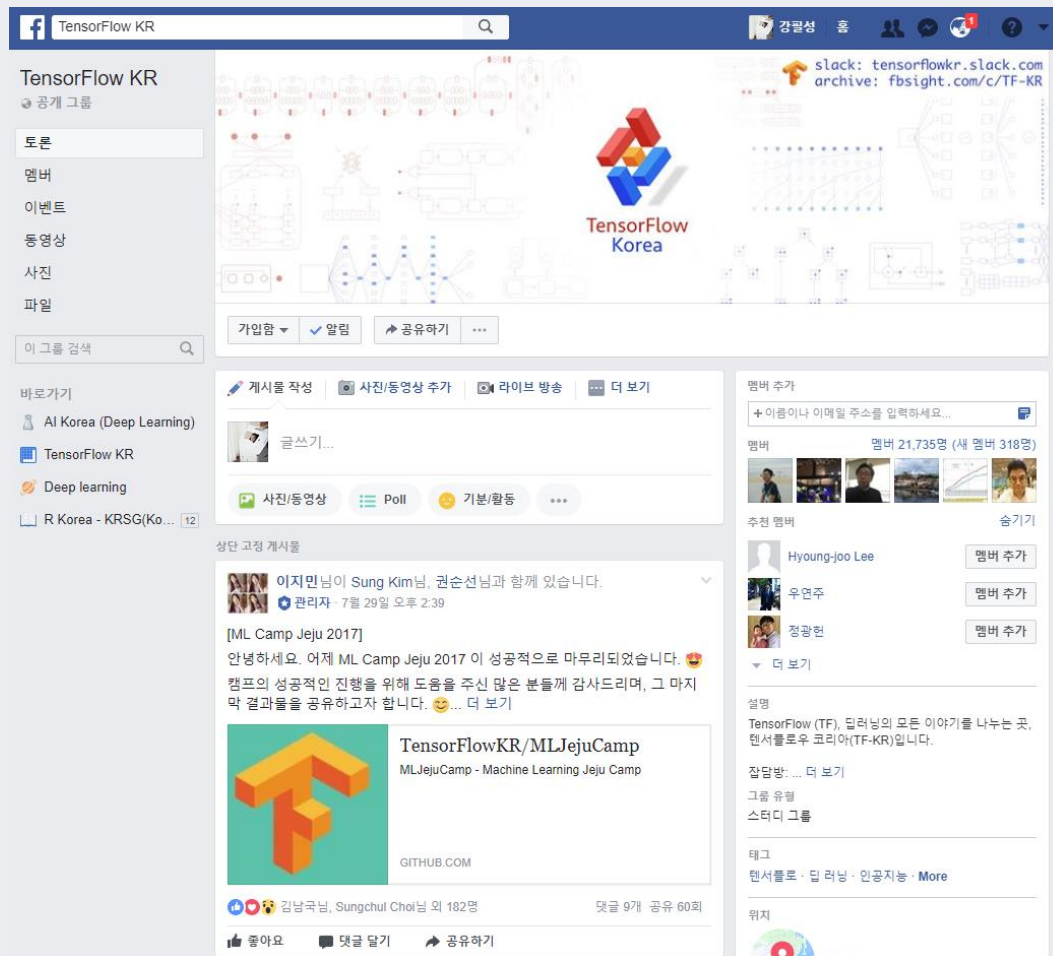 TensorFlow KR
강필성 홈
1
TensorFlow KR
공개 그룹
토론
멤버
이벤트
동영상
사진
파일
이 그룹 검색
바로가기
AI Korea (Deep Learning)
TensorFlow KR
Deep learning
R Korea - KRSG(Ko... 12
slack: tensorflowkr.slack.com
archive: fbsight.com/c/TF-KR
TensorFlow
Korea
가입함 알림 공유하기 ...
게시물 작성 사진/동영상 추가 라이브 방송 더 보기
글쓰기...
사진/동영상 Poll 기분/활동 ...
상단 고정 게시물
이지민님이 Sung Kim님, 권순선님과 함께 있습니다.
관리자 · 7월 29일 오후 2:39
[ML Camp Jeju 2017]
안녕하세요. 어제 ML Camp Jeju 2017 이 성공적으로 마무리되었습니다. 😍
캠프의 성공적인 진행을 위해 도움을 주신 많은 분들께 감사드리며, 그 마지
막 결과물을 공유하고자 합니다. 😊... 더 보기
TensorFlowKR/MLJejuCamp
MLJejuCamp - Machine Learning Jeju Camp
GITHUB.COM
김남국님, Sungchul Choi님 외 182명 댓글 9개 공유 60회
좋아요 댓글 달기 공유하기
멤버 추가
+이름이나 이메일 주소를 입력하세요...
멤버 멤버 21,735명 (새 멤버 318명)
추천 멤버 숨기기
Hyoung-joo Lee 멤버 추가
우연주 멤버 추가
정광헌 멤버 추가
더 보기
설명
TensorFlow (TF), 딥러닝의 모든 이야기를 나누는 곳,
텐서플로우 코리아(TF-KR)입니다.
잡담방: ... 더 보기
그룹 유형
스터디 그룹
태그
텐서플로 · 딥 러닝 · 인공지능 · More
위치